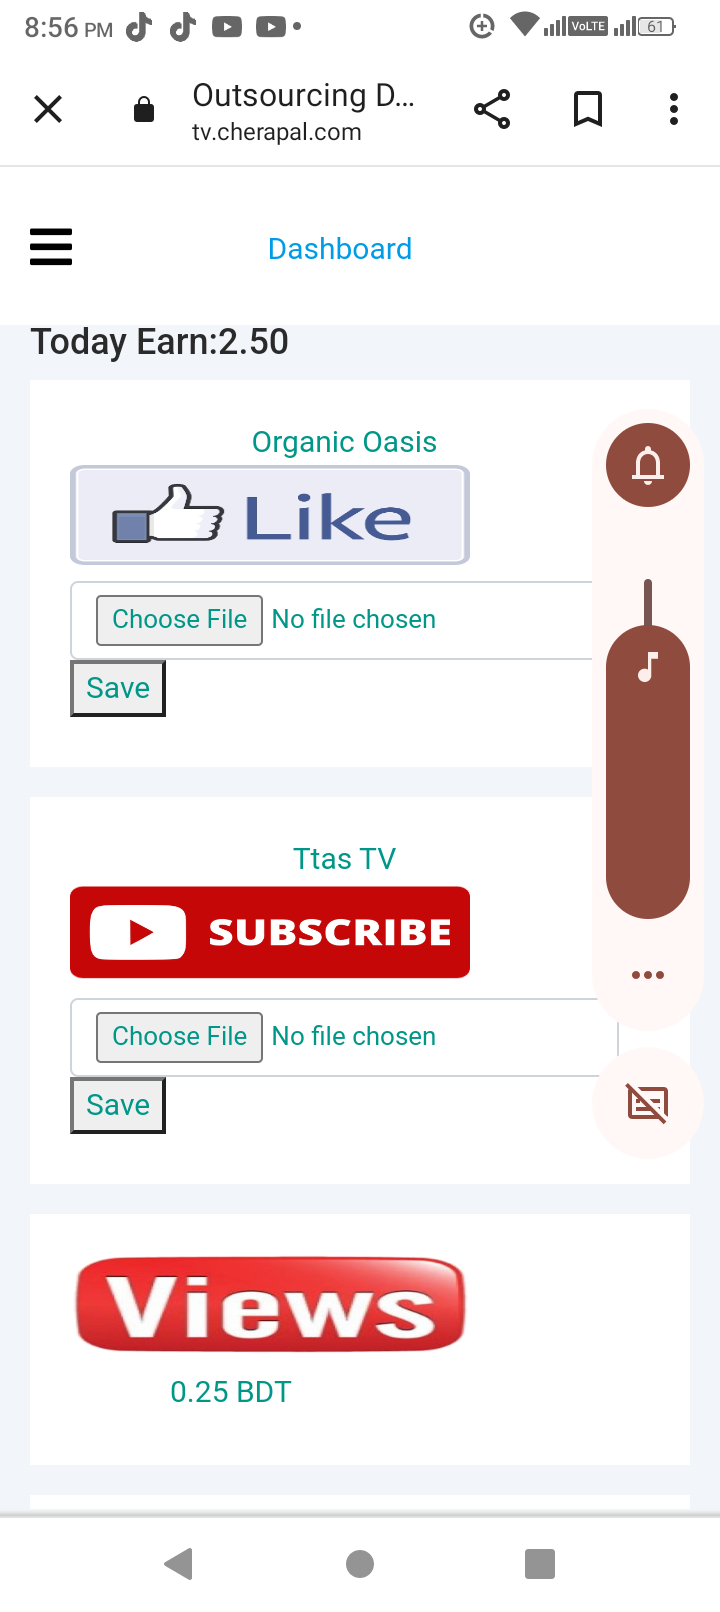 8:56 PM
VoLTE
61
Outsourcing D...
tv.cherapal.com
Dashboard
Today Earn:2.50
Organic Oasis
Like
Choose File No file chosen
Save
Ttas TV
SUBSCRIBE
Choose File No file chosen
Save
Views
0.25 BDT